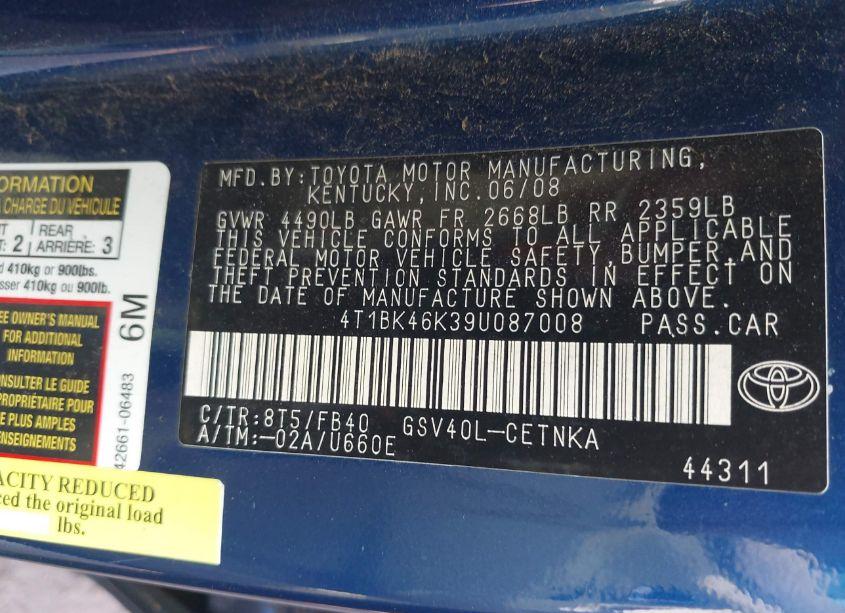 ORMATION
A CHARGE DU VÉHICULE
T: 2
REAR
ARRIÈRE: 3
d 410kg or 900lbs.
sser 410kg ou 900lb.
EE OWNER'S MANUAL
FOR ADDITIONAL
INFORMATION
NSULTER LE GUIDE
PROPRIÉTAIRE POUR
E PLUS AMPLES
ENSEIGNEMENTS
6M
42661-06483
ACITY REDUCED
ced the original load
lbs.
MFD.BY:TOYOTA MOTOR MANUFACTURING,
KENTUCKY,INC.06/08
GVWR 4490LB GAWR FR 2668LB RR 2359LB
THIS VEHICLE CONFORMS TO ALL APPLICABLE
FEDERAL MOTOR VEHICLE SAFETY,BUMPER,AND
THEFT PREVENTION STANDARDS IN EFFECT ON
THE DATE OF MANUFACTURE SHOWN ABOVE.
4T1BK46K39U087008 PASS.CAR
C/TR:8T5/FB40 GSV40L-CETNKA
A/TM:-02A/U660E
44311